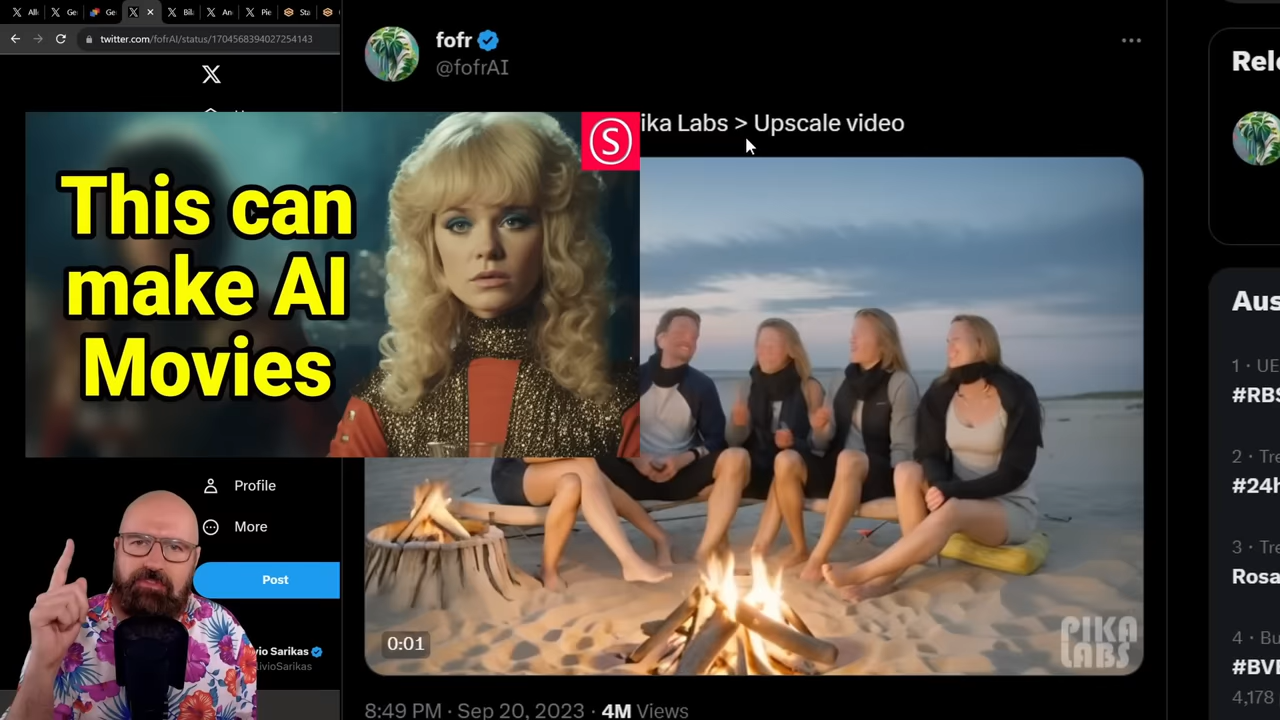 twitter.com/fofrAI/status/1704568394027254143
X
fofr
@fofrAI
ika Labs > Upscale video
This can
make AI
Movies
S
Profile
More
Post
vio Sarikas
ivioSarikas
0:01
PIKA
LABS
8:49 PM · Sep 20, 2023 · 4M Views
Rele
Aus
1 · UE
#RBS
2 · Tre
#24h
3 · Tre
Rosa
4 · Bu
#BVB
4,178